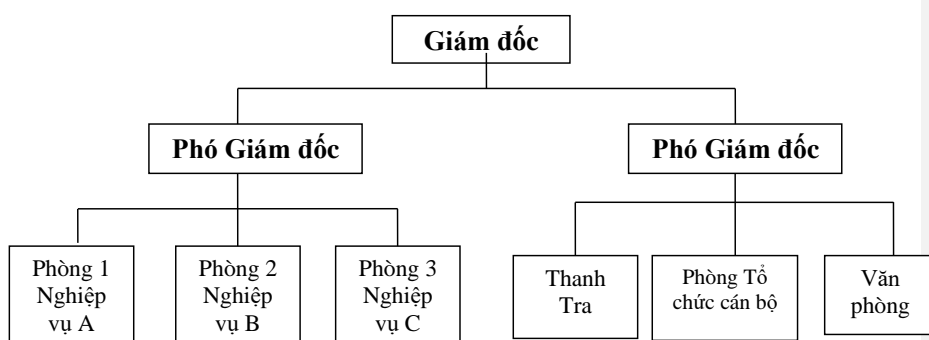 Giám đốc
Phó Giám đốc
Phó Giám đốc
Phòng 1
Nghiệp
vụ A
Phòng 2
Nghiệp
vụ B
Phòng 3
Nghiệp
vụ C
Thanh
Tra
Phòng Tổ
chức cán bộ
Văn
phòng